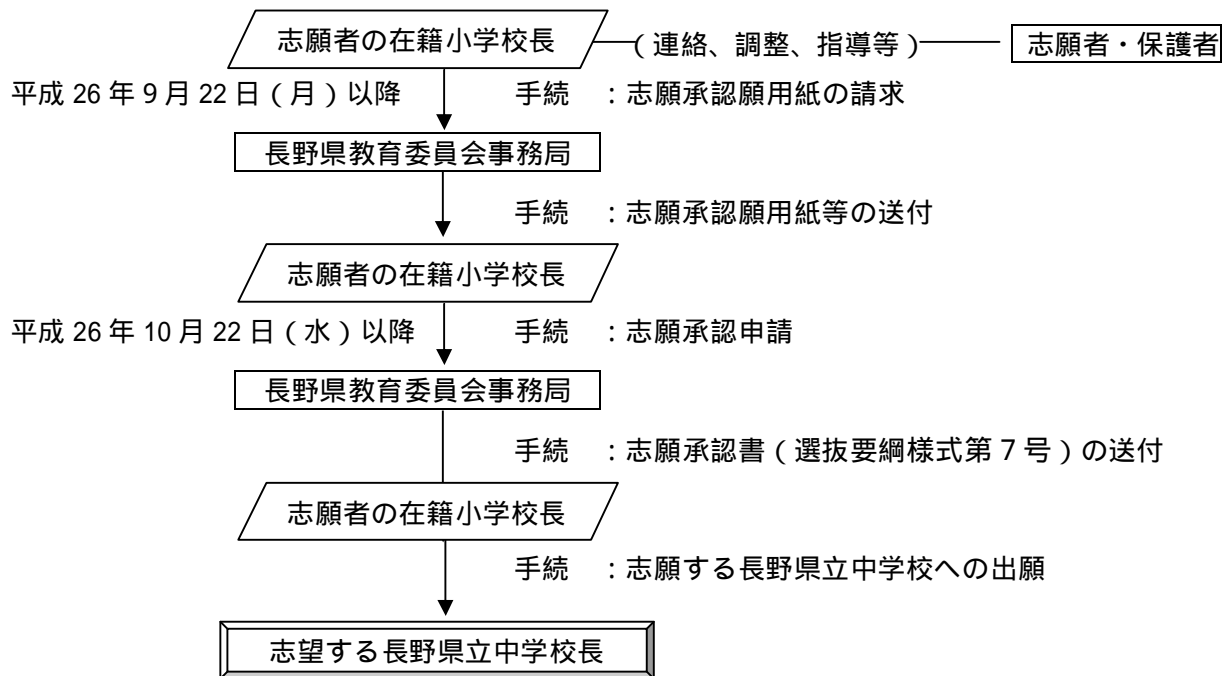 志願者の在籍小学校長 （連絡、調整、指導等） 志願者・保護者
平成 26 年 9 月 22 日（月）以降 手続 ：志願承認願用紙の請求
長野県教育委員会事務局
手続 ：志願承認願用紙等の送付
志願者の在籍小学校長
平成 26 年 10 月 22 日（水）以降 手続 ：志願承認申請
長野県教育委員会事務局
手続 ：志願承認書（選抜要綱様式第７号）の送付
志願者の在籍小学校長
手続 ：志願する長野県立中学校への出願
志望する長野県立中学校長